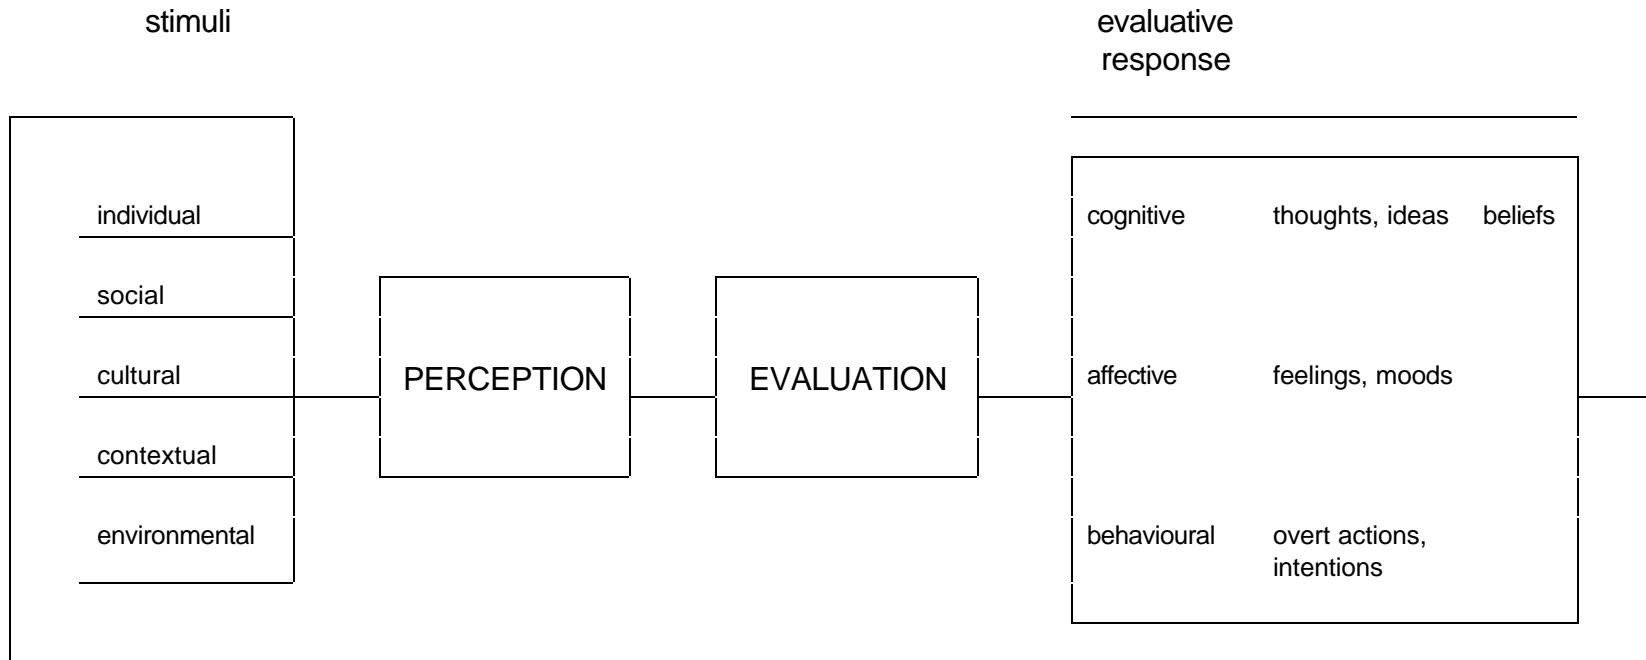 stimuli
evaluative
response
individual
social
cultural
contextual
environmental
PERCEPTION
EVALUATION
cognitive thoughts, ideas beliefs
affective feelings, moods
behavioural overt actions,
intentions